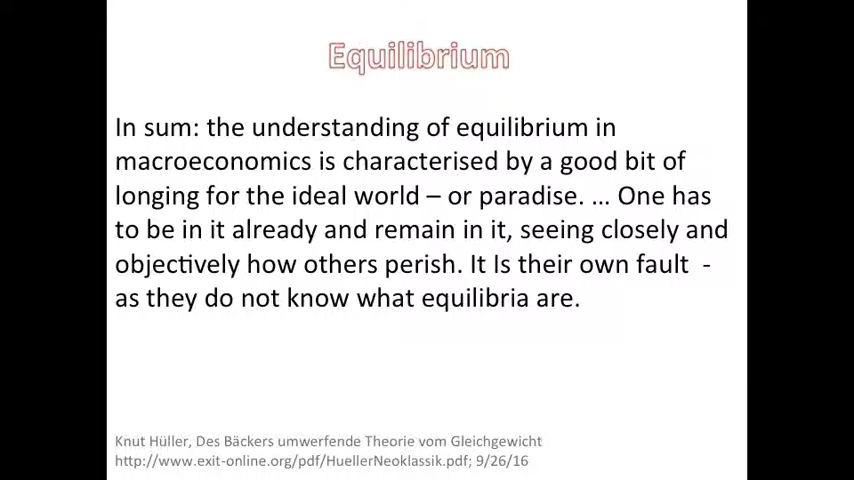 Equilibrium
In sum: the understanding of equilibrium in
macroeconomics is characterised by a good bit of
longing for the ideal world – or paradise. ... One has
to be in it already and remain in it, seeing closely and
objectively how others perish. It Is their own fault  -
as they do not know what equilibria are.
Knut Hüller, Des Bäckers umwerfende Theorie vom Gleichgewicht
http://www.exit-online.org/pdf/HuellerNeoklassik.pdf; 9/26/16